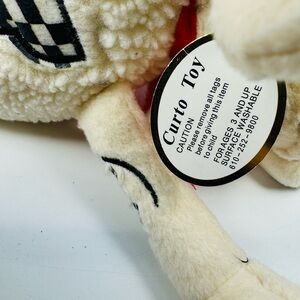 Curto Toy
CAUTION
Please remove all tags
before giving this item
to child
FOR AGES 3 AND UP
SURFACE WASHABLE
610-252-9800